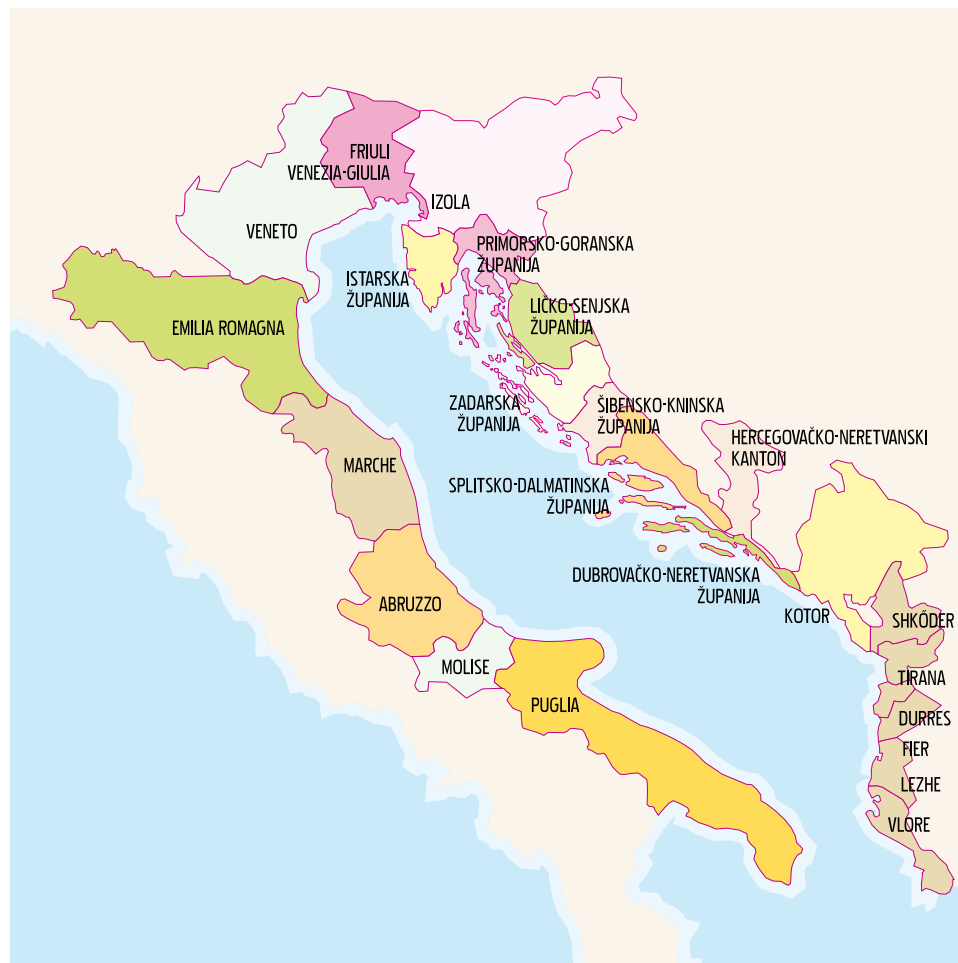 FRIULI
VENEZIA-GIULIA
IZOLA
VENETO
PRIMORSKO-GORANSKA
ŽUPANIJA
ISTARSKA
ŽUPANIJA
LIČKO-SENJSKA
ŽUPANIJA
EMILIA ROMAGNA
ZADARSKA
ŽUPANIJA
ŠIBENSKO-KNINSKA
ŽUPANIJA
HERCEGOVAČKO-NERETVANSKI
KANTON
MARCHE
SPLITSKO-DALMATINSKA
ŽUPANIJA
DUBROVAČKO-NERETVANSKA
ŽUPANIJA
ABRUZZO
KOTOR
SHKÖDER
MOLISE
TIRANA
PUGLIA
DURRES
FIER
LEZHE
VLORE